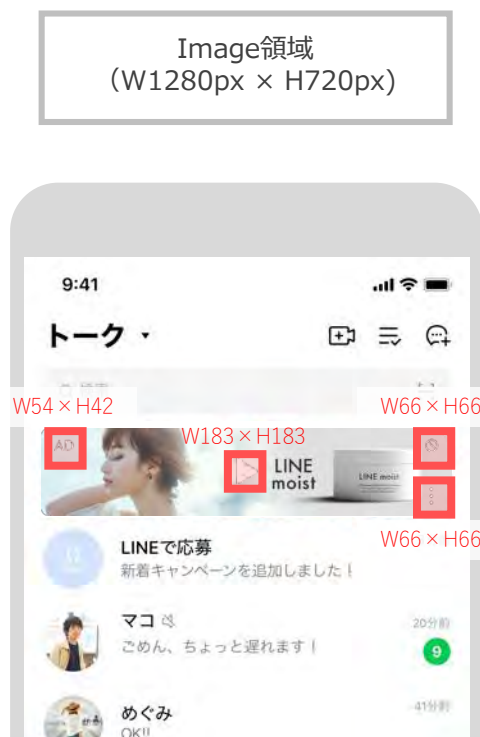 Image領域
（W1280px × H720px)
9:41
トーク
W54×H42
W66×H66
AD
W183×H183
LINE
moist
LINE moist
W66×H66
LINEで応募
新着キャンペーンを追加しました！
マコ
20分前
ごめん、ちょっと遅れます！
9
めぐみ
41分前
OK!!